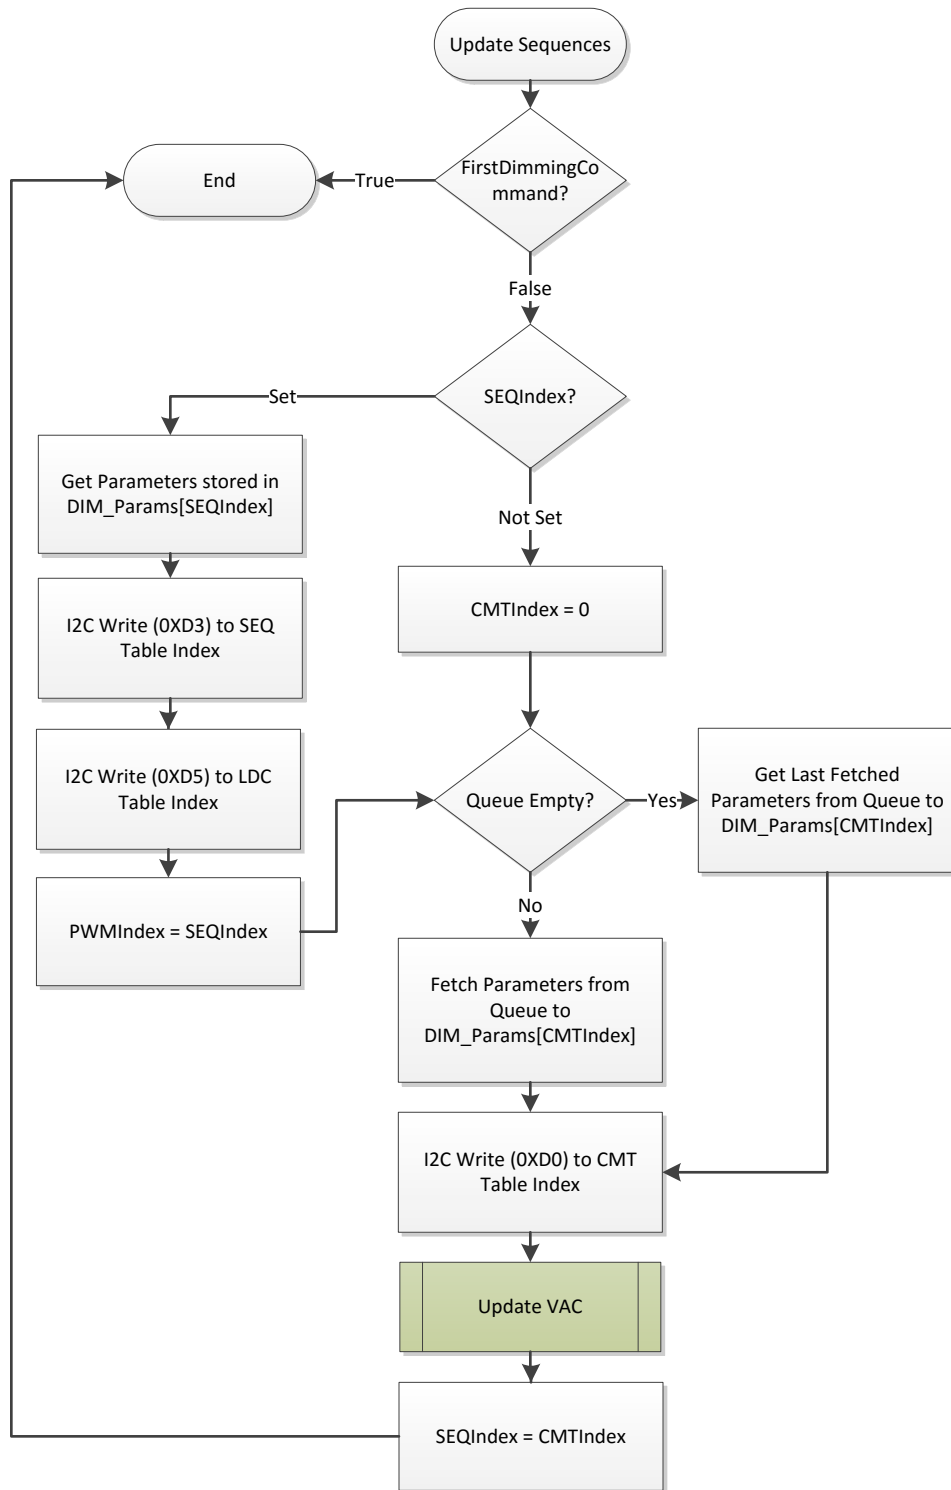 Update Sequences
FirstDimmingCo
mmand?
True
End
False
SEQIndex?
Set
Get Parameters stored in
DIM_Params[SEQIndex]
Not Set
I2C Write (0XD3) to SEQ
Table Index
CMTIndex = 0
I2C Write (0XD5) to LDC
Table Index
Queue Empty?
Yes
Get Last Fetched
Parameters from Queue to
DIM_Params[CMTIndex]
PWMIndex = SEQIndex
No
Fetch Parameters from
Queue to
DIM_Params[CMTIndex]
I2C Write (0XD0) to CMT
Table Index
Update VAC
SEQIndex = CMTIndex